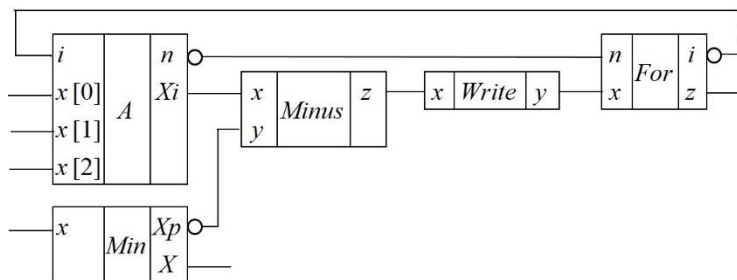 i n
x[0] A Xi
x[1]
x[2]
x Minus z
y
x Write y
n For i
x z
x Min Xp
X